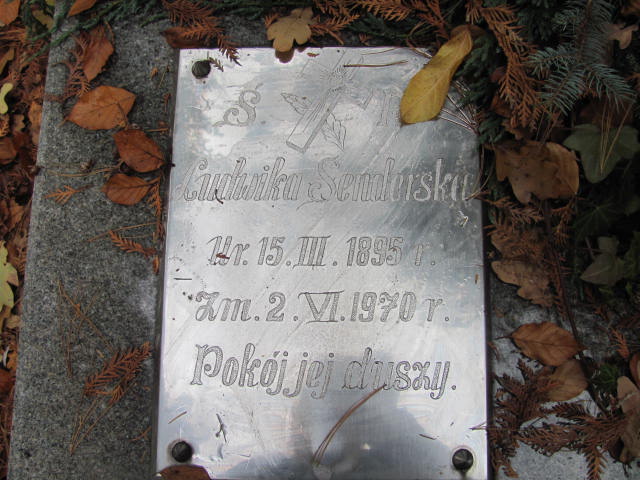 Ś
Ludwika Senderska
Ur. 15. III. 1895 r.
Zm. 2. VI. 1970 r.
Pokój jej duszy.